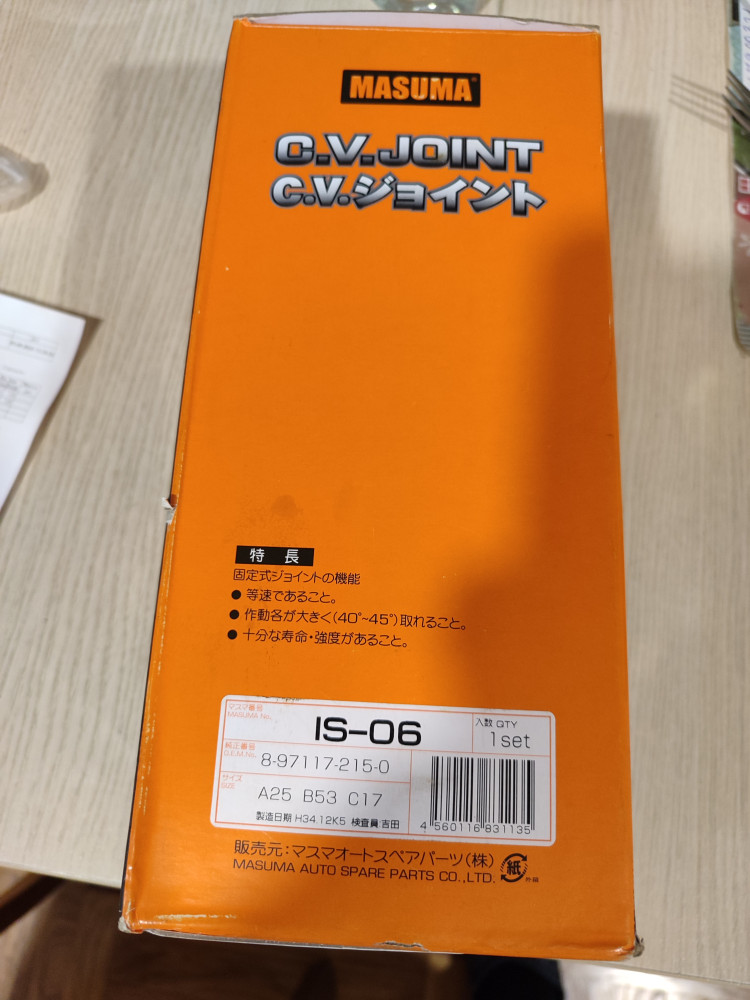 MASUMA
C.V.JOINT
C.V.ジョイント
特長
固定式ジョイントの機能
● 等速であること。
● 作動各が大きく(40°~45°)取れること。
● 十分な寿命・強度があること。
マスマ番号
MASUMA No.
IS-06
入数 QTY
1set
純正番号
O.E.M.No.
8-97117-215-0
サイズ
SIZE
A25 B53 C17
製造日期 H34.12K5 検査員 吉田
4 560116 831135
販売元:マスマオートスペアパーツ(株)
MASUMA AUTO SPARE PARTS CO.,LTD.
紙
外箱